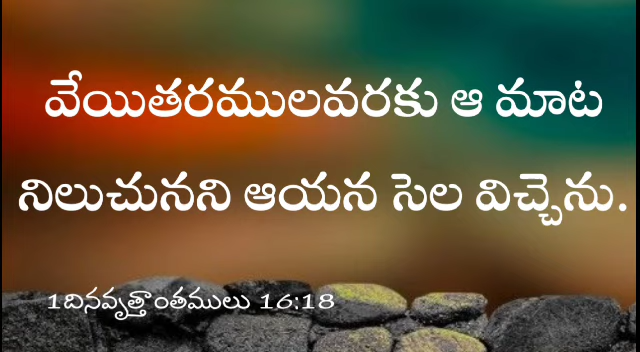 వేయితరములవరకు ఆ మాట
నిలుచునని ఆయన సెల విచ్చెను.
1దినవృత్తాంతములు 16:18